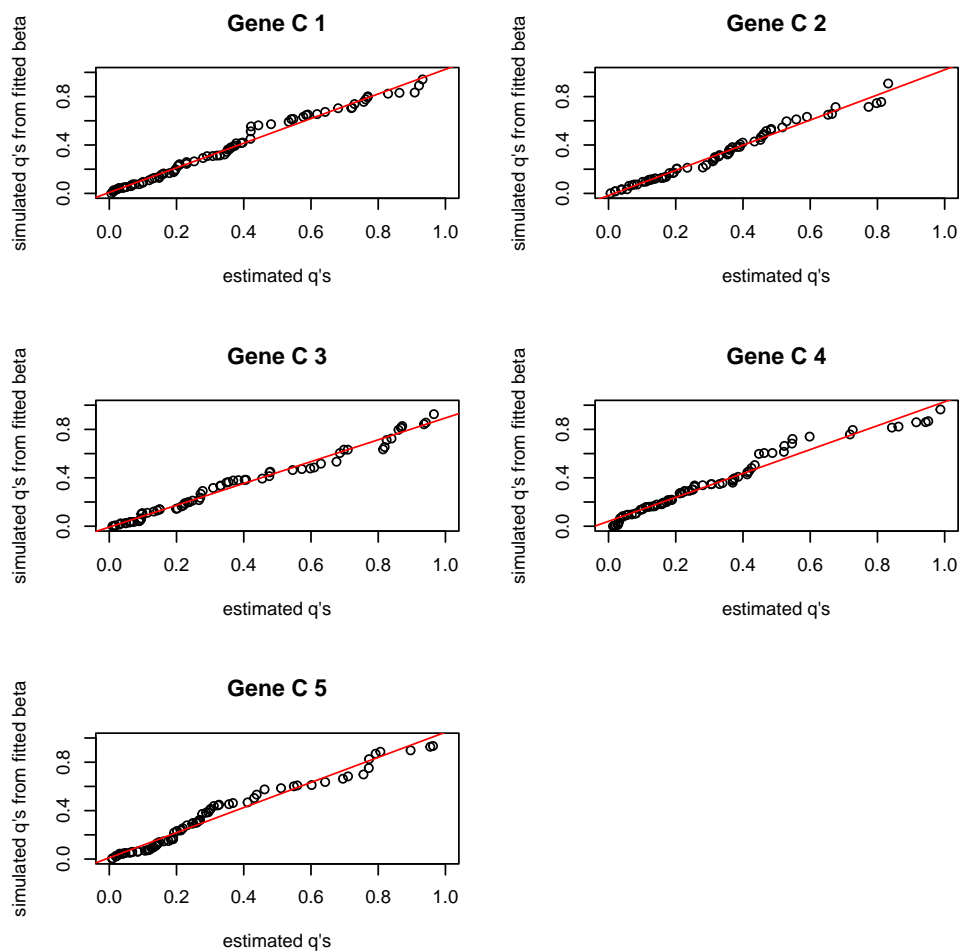 Gene C 1
simulated q's from fitted beta
0.0 0.4 0.8
0.0 0.2 0.4 0.6 0.8 1.0
estimated q's
Gene C 2
simulated q's from fitted beta
0.0 0.4 0.8
0.0 0.2 0.4 0.6 0.8 1.0
estimated q's
Gene C 3
simulated q's from fitted beta
0.0 0.4 0.8
0.0 0.2 0.4 0.6 0.8 1.0
estimated q's
Gene C 4
simulated q's from fitted beta
0.0 0.4 0.8
0.0 0.2 0.4 0.6 0.8 1.0
estimated q's
Gene C 5
simulated q's from fitted beta
0.0 0.4 0.8
0.0 0.2 0.4 0.6 0.8 1.0
estimated q's